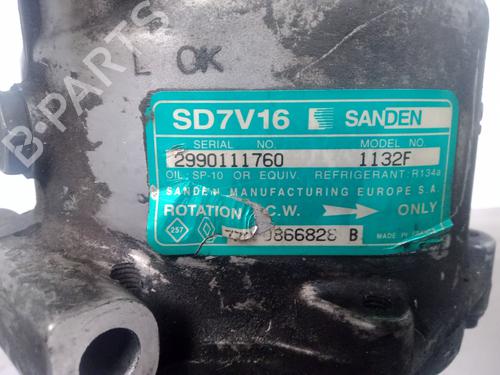 B-PARTS
L OK
SD7V16 SANDEN
SERIAL NO. MODEL NO.
2990111760 1132F
OIL: SP-10 OR EQUIV. REFRIGERANT: R134a
SANDEN MANUFACTURING EUROPE S.A.
ROTATION C.W. ONLY
257 0866828 B MADE IN